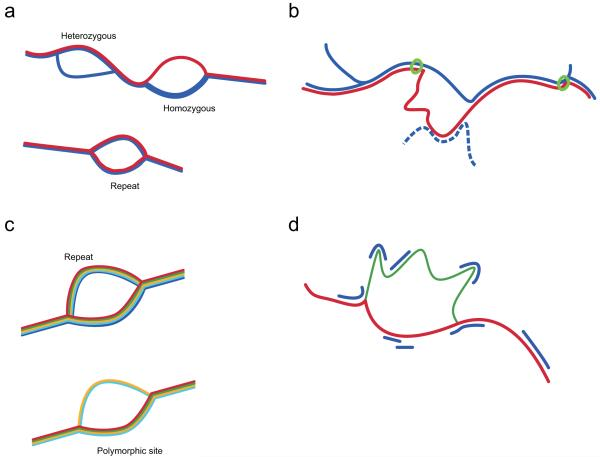 a
Heterozygous
Homozygous
Repeat
b
c
Repeat
Polymorphic site
d